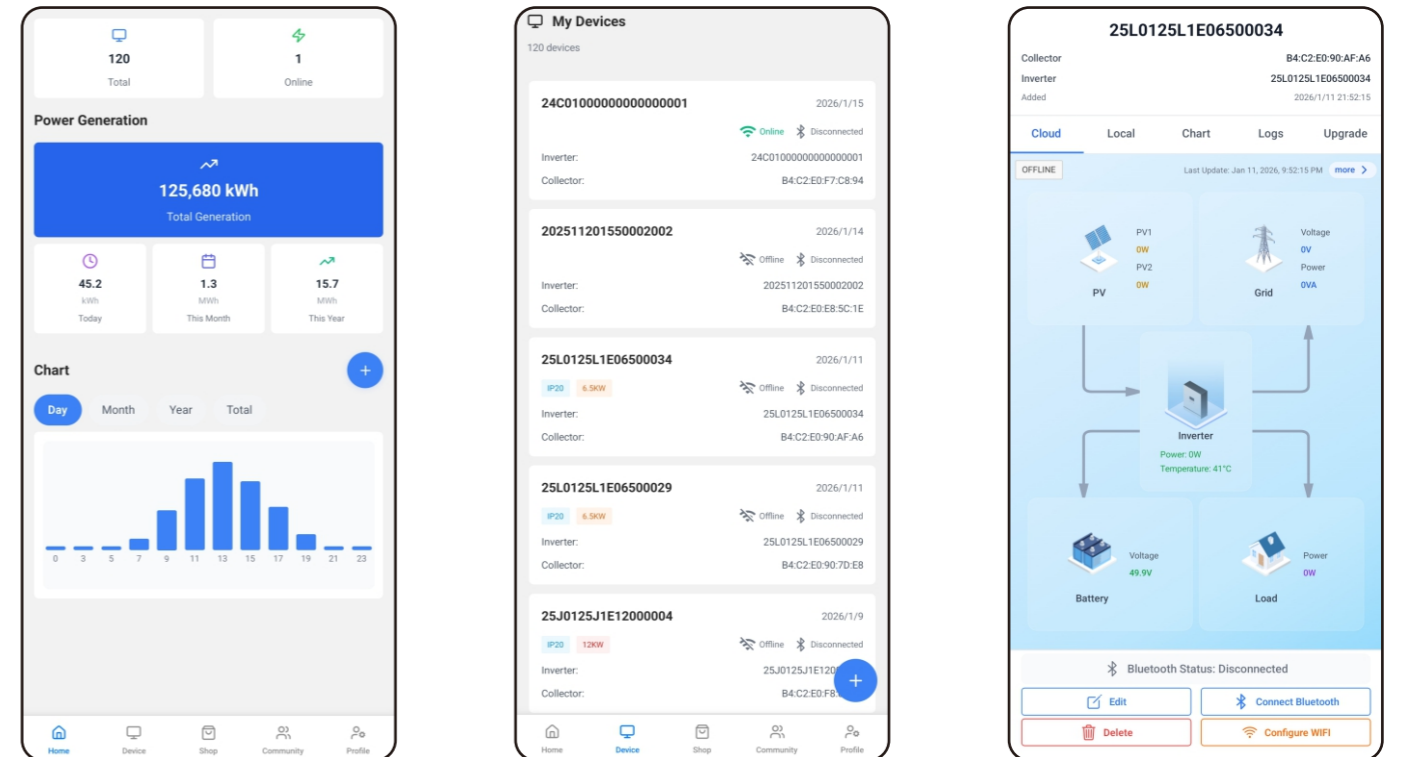 120
1
Total
Online
Power Generation
125,680 kWh
Total Generation
45.2
1.3
15.7
kWh
MWh
MWh
Today
This Month
This Year
Chart
+
Day
Month
Year
Total
0 3 5 7 9 11 13 15 17 19 21 23
Home
Device
Shop
Community
Profile
My Devices
120 devices
24C01000000000000001
2026/1/15
Online
Disconnected
Inverter:
24C01000000000000001
Collector:
B4:C2:E0:F7:C8:94
202511201550002002
2026/1/14
Offline
Disconnected
Inverter:
202511201550002002
Collector:
B4:C2:E0:E8:5C:1E
25L0125L1E06500034
2026/1/11
IP20
6.5KW
Offline
Disconnected
Inverter:
25L0125L1E06500034
Collector:
B4:C2:E0:90:AF:A6
25L0125L1E06500029
2026/1/11
IP20
6.5KW
Offline
Disconnected
Inverter:
25L0125L1E06500029
Collector:
B4:C2:E0:90:7D:E8
25J0125J1E12000004
2026/1/9
IP20
12KW
Offline
Disconnected
Inverter:
25J0125J1E120
Collector:
B4:C2:E0:F8:
+
Home
Device
Shop
Community
Profile
25L0125L1E06500034
Collector
B4:C2:E0:90:AF:A6
Inverter
25L0125L1E06500034
Added
2026/1/11 21:52:15
Cloud
Local
Chart
Logs
Upgrade
OFFLINE
Last Update: Jan 11, 2026, 9:52:15 PM
more
PV1
0W
PV2
0W
PV
Voltage
0V
Power
0VA
Grid
Inverter
Power: 0W
Temperature: 41°C
Voltage
49.9V
Battery
Power
0W
Load
Bluetooth Status: Disconnected
Edit
Connect Bluetooth
Delete
Configure WIFI